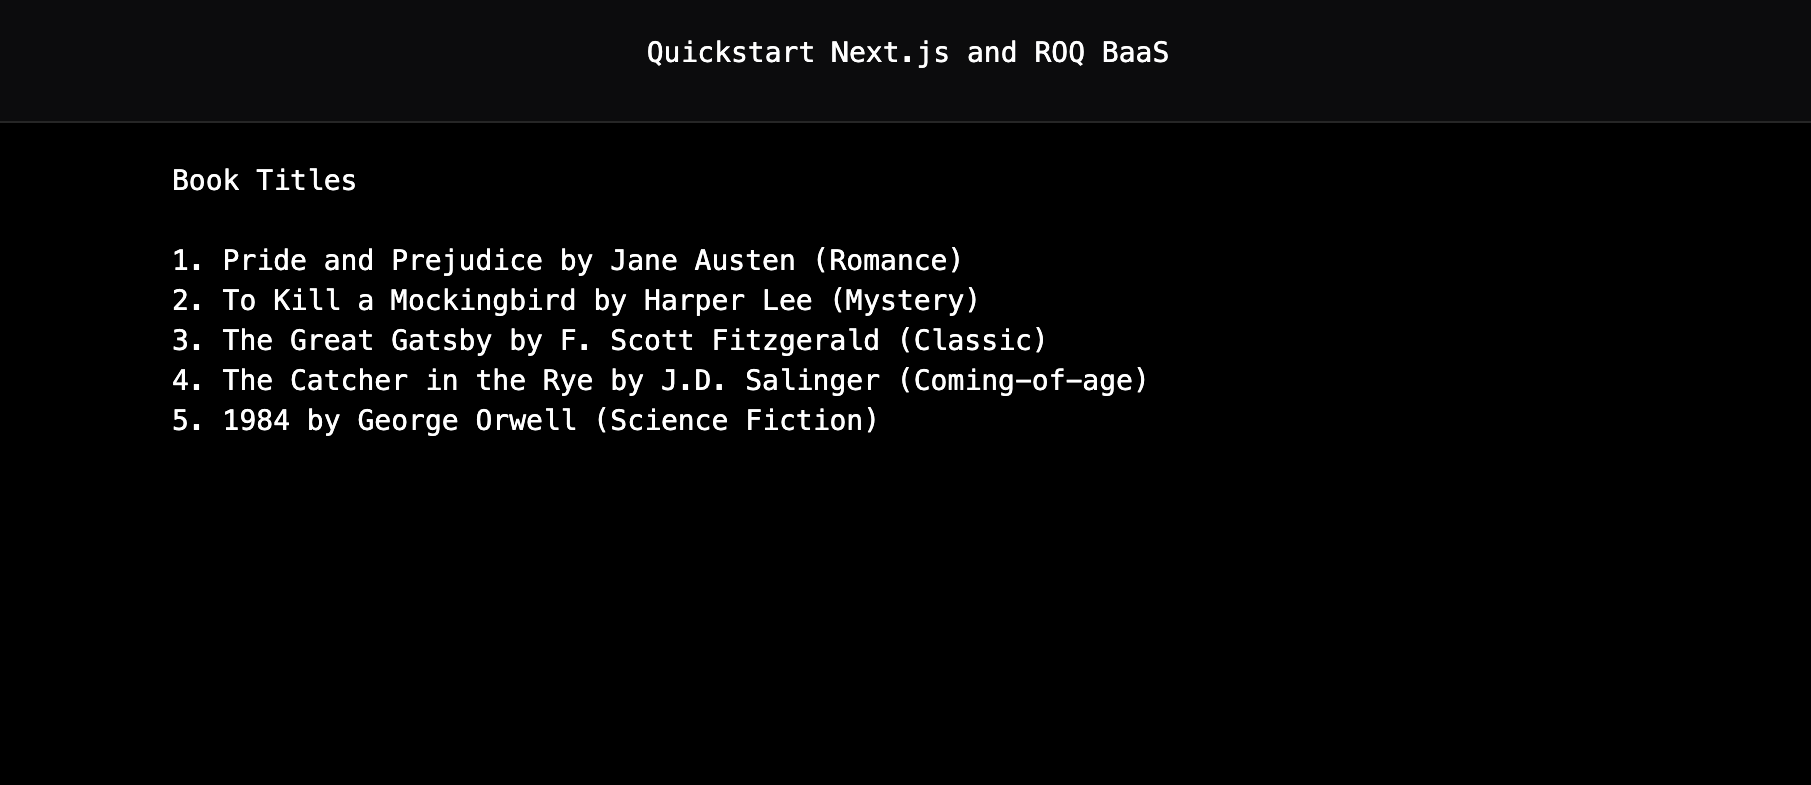 Quickstart Next.js and ROQ BaaS
Book Titles
1. Pride and Prejudice by Jane Austen (Romance)
2. To Kill a Mockingbird by Harper Lee (Mystery)
3. The Great Gatsby by F. Scott Fitzgerald (Classic)
4. The Catcher in the Rye by J.D. Salinger (Coming-of-age)
5. 1984 by George Orwell (Science Fiction)